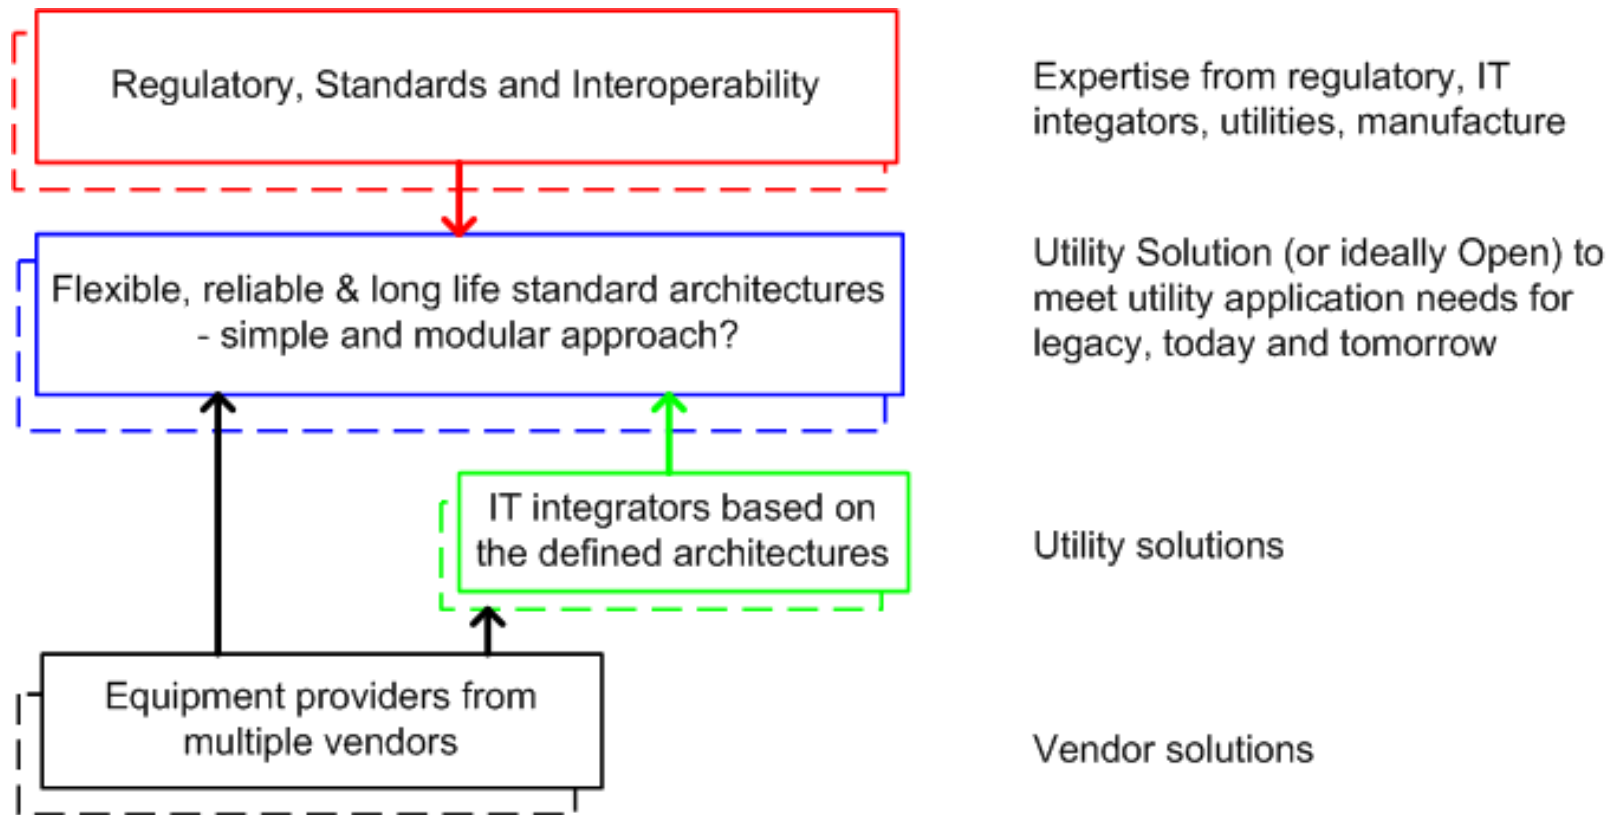 Regulatory, Standards and Interoperability
Expertise from regulatory, IT
integators, utilities, manufacture
Flexible, reliable & long life standard architectures
- simple and modular approach?
Utility Solution (or ideally Open) to
meet utility application needs for
legacy, today and tomorrow
IT integrators based on
the defined architectures
Utility solutions
Equipment providers from
multiple vendors
Vendor solutions